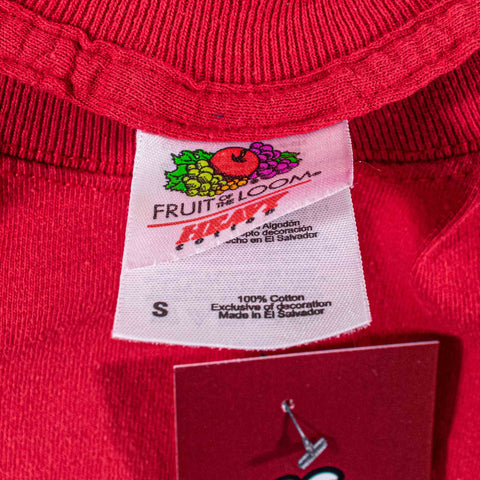 FRUIT OF THE LOOM®
HEAVY
COTTON
Algodón
decoración
cho en El Salvador
S
100% Cotton
Exclusive of decoration
Made in El Salvador